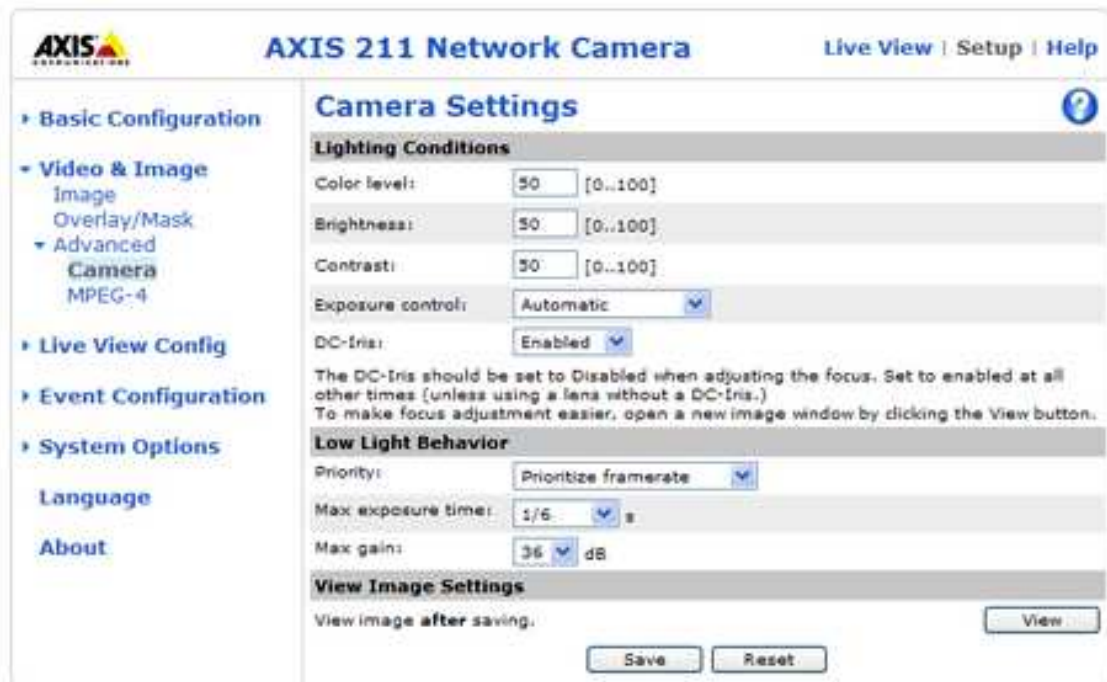 AXIS
COMMUNICATIONS
AXIS 211 Network Camera
Live View | Setup | Help
Basic Configuration
Video & Image
Image
Overlay/Mask
Advanced
Camera
MPEG-4
Live View Config
Event Configuration
System Options
Language
About
Camera Settings
?
Lighting Conditions
Color level: 50 [0..100]
Brightness: 50 [0..100]
Contrast: 50 [0..100]
Exposure control: Automatic
DC-Iris: Enabled
The DC-Iris should be set to Disabled when adjusting the focus. Set to enabled at all
other times (unless using a lens without a DC-Iris.)
To make focus adjustment easier, open a new image window by clicking the View button.
Low Light Behavior
Priority: Prioritize framerate
Max exposure time: 1/6 s
Max gain: 36 dB
View Image Settings
View image after saving. View
Save Reset